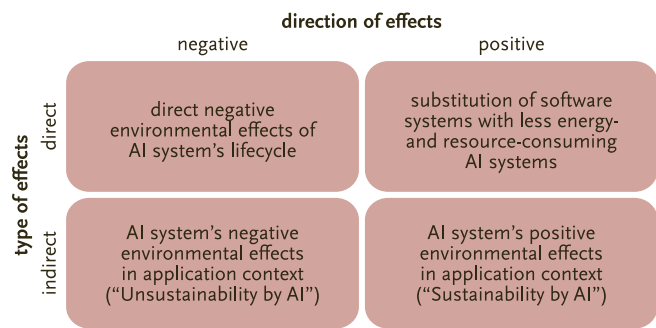 direction of effects
negative
positive
type of effects
direct
direct negative
environmental effects of
AI system's lifecycle
substitution of software
systems with less energy-
and resource-consuming
AI systems
indirect
AI system's negative
environmental effects
in application context
(“Unsustainability by AI”)
AI system's positive
environmental effects
in application context
(“Sustainability by AI”)